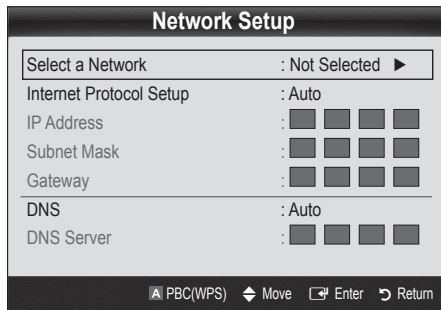 Network Setup
Select a Network : Not Selected ▶
Internet Protocol Setup : Auto
IP Address :
Subnet Mask :
Gateway :
DNS : Auto
DNS Server :
A PBC(WPS) Move Enter Return